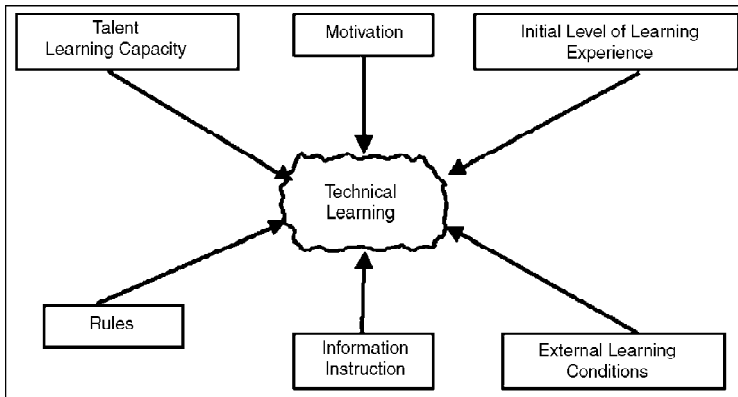 Talent
Learning Capacity
Motivation
Initial Level of Learning
Experience
Technical
Learning
Rules
Information
Instruction
External Learning
Conditions